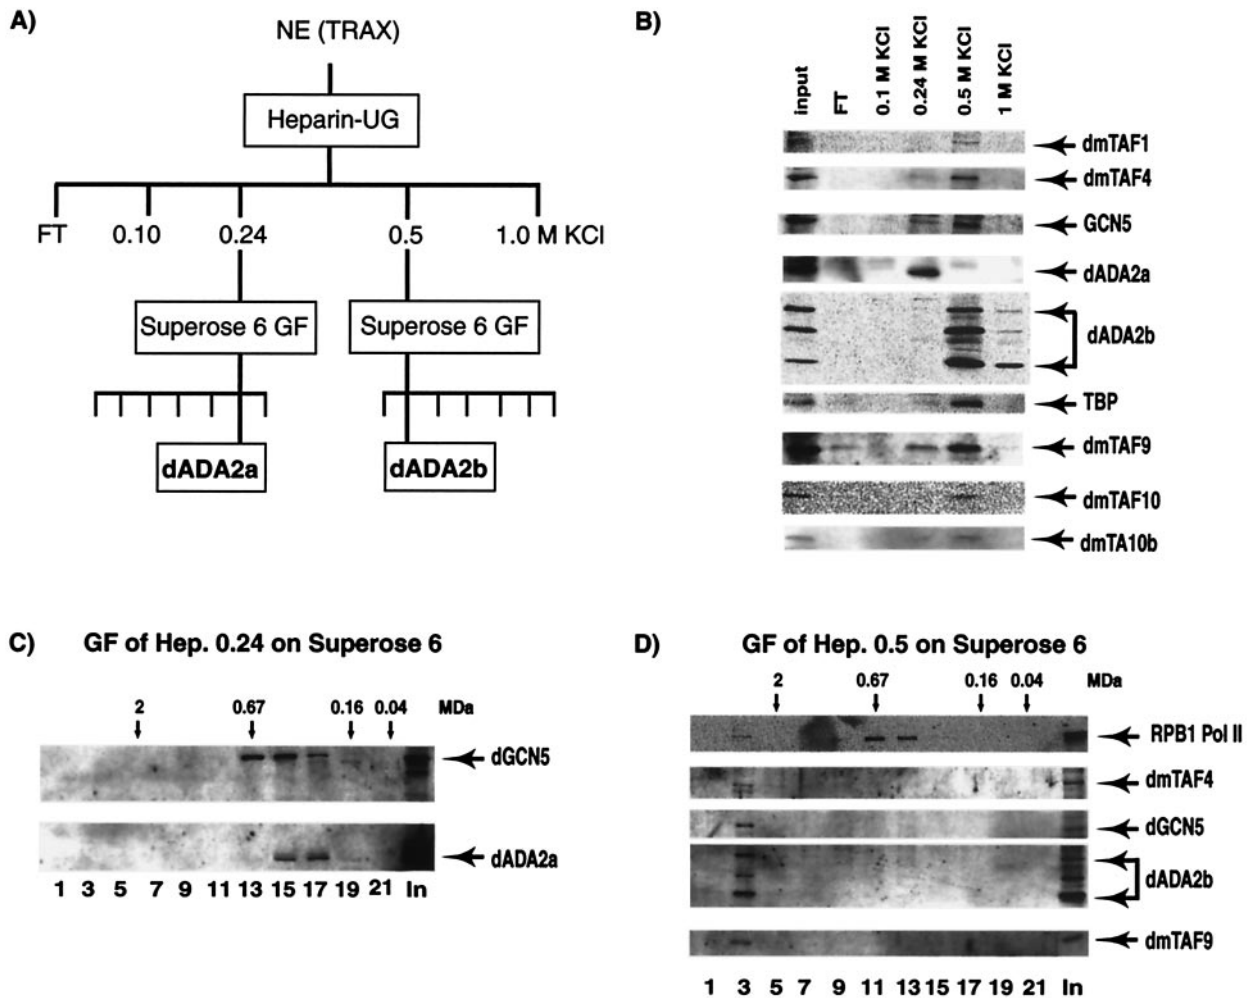 A)
NE (TRAX)
Heparin-UG
FT 0.10 0.24 0.5 1.0 M KCl
Superose 6 GF Superose 6 GF
dADA2a dADA2b
B)
input FT 0.1 M KCl 0.24 M KCl 0.5 M KCl 1 M KCl
dmTAF1
dmTAF4
GCN5
dADA2a
dADA2b
TBP
dmTAF9
dmTAF10
dmTA10b
C) GF of Hep. 0.24 on Superose 6
2 0.67 0.16 0.04 MDa
dGCN5
dADA2a
1 3 5 7 9 11 13 15 17 19 21 In
D) GF of Hep. 0.5 on Superose 6
2 0.67 0.16 0.04 MDa
RPB1 Pol II
dmTAF4
dGCN5
dADA2b
dmTAF9
1 3 5 7 9 11 13 15 17 19 21 In